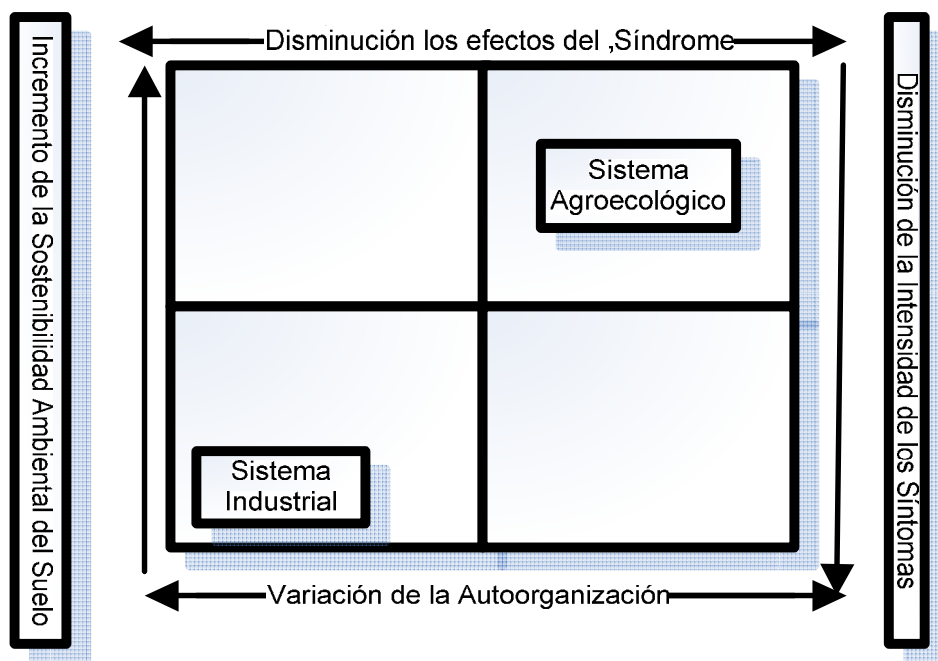 Disminución los efectos del ,Síndrome
Incremento de la Sostenibilidad Ambiental del Suelo
Sistema
Agroecológico
Disminución de la Intensidad de los Síntomas
Sistema
Industrial
Variación de la Autoorganización